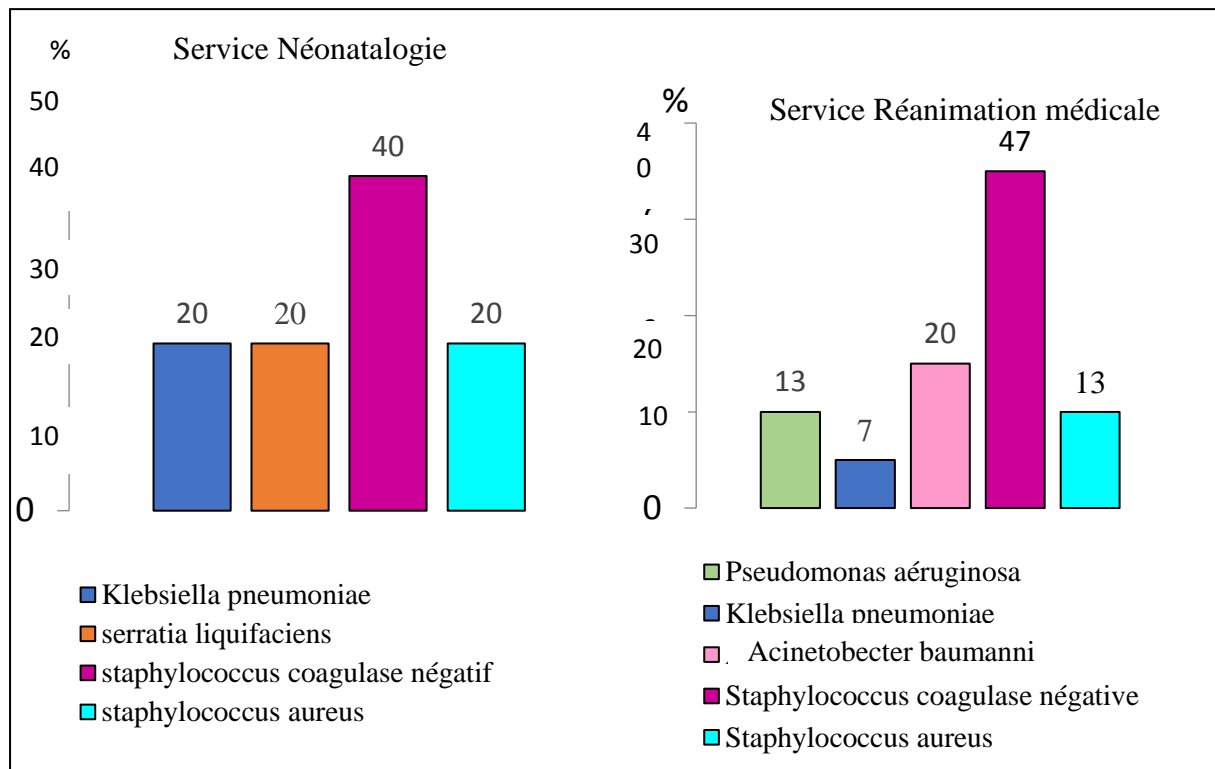 Service Néonatalogie
%
50
40
30
20
10
0
20
20
40
20
Klebsiella pneumoniae
serratia liquifaciens
staphylococcus coagulase négatif
staphylococcus aureus
Service Réanimation médicale
%
4
0
30
20
10
0
13
7
20
47
13
Pseudomonas aéruginosa
Klebsiella pneumoniae
Acinetobecter baumanni
Staphylococcus coagulase négative
Staphylococcus aureus